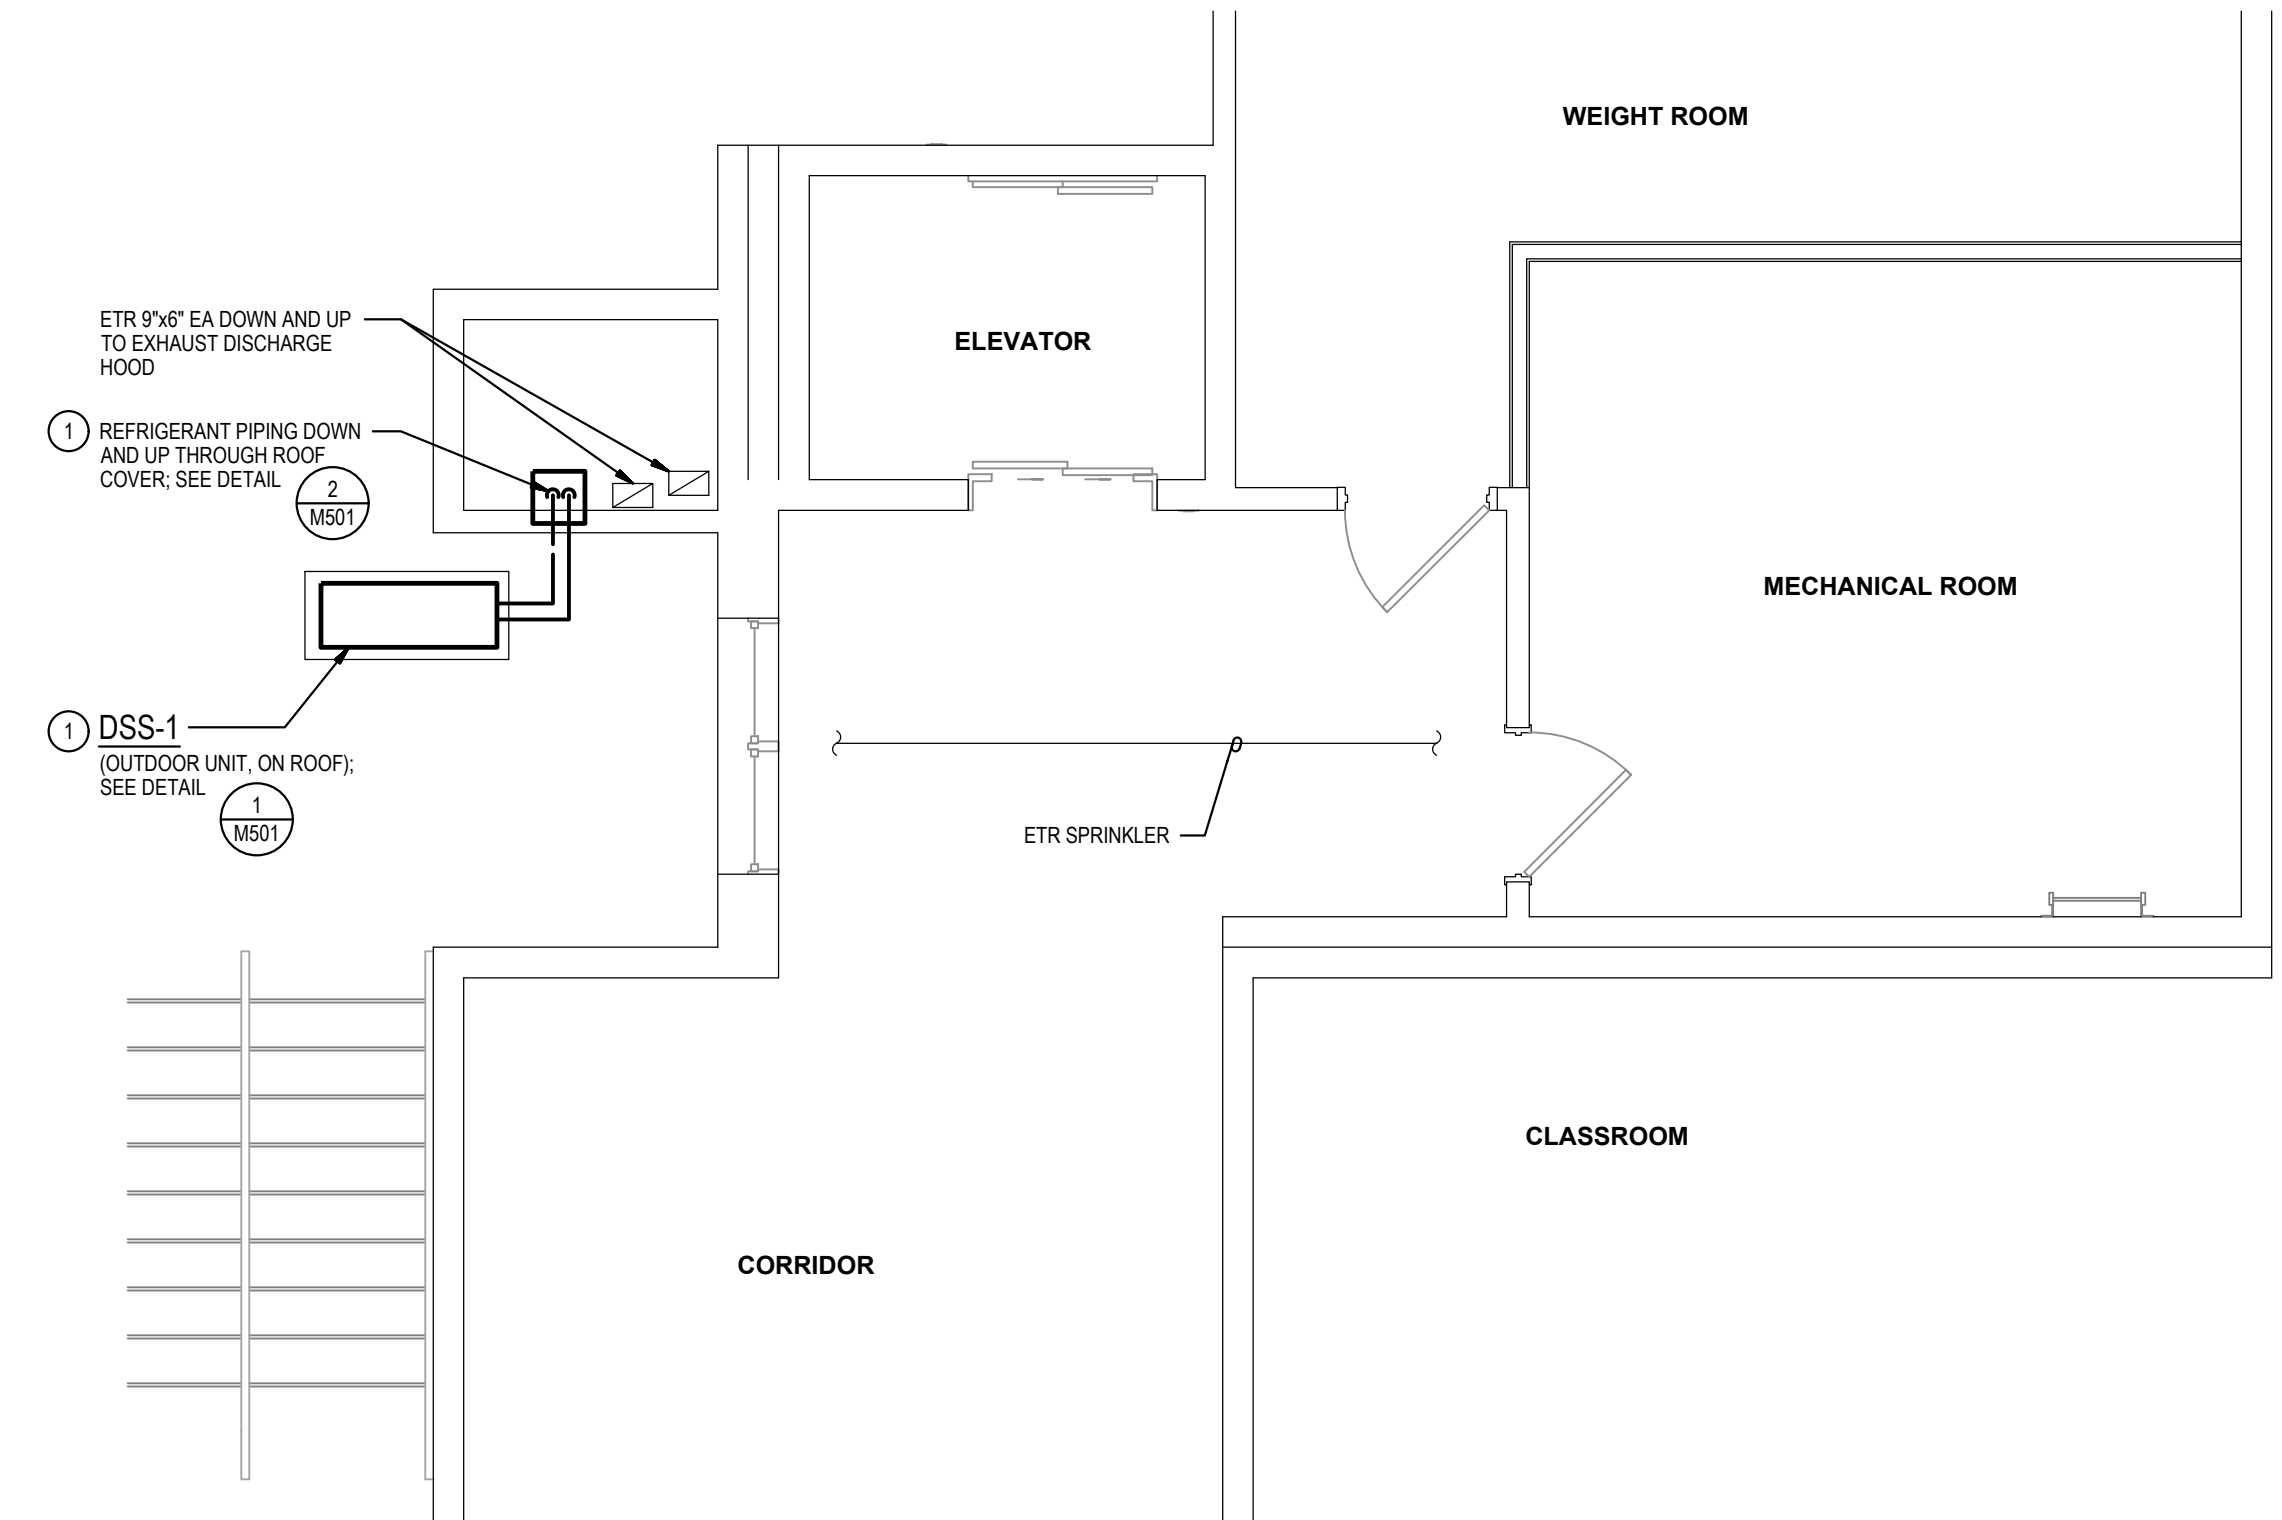 WEIGHT ROOM
ETR 9"x6" EA DOWN AND UP
TO EXHAUST DISCHARGE
HOOD
ELEVATOR
1
REFRIGERANT PIPING DOWN
AND UP THROUGH ROOF
COVER; SEE DETAIL
2
M501
MECHANICAL ROOM
1
DSS-1
(OUTDOOR UNIT, ON ROOF);
SEE DETAIL
1
M501
ETR SPRINKLER
CLASSROOM
CORRIDOR